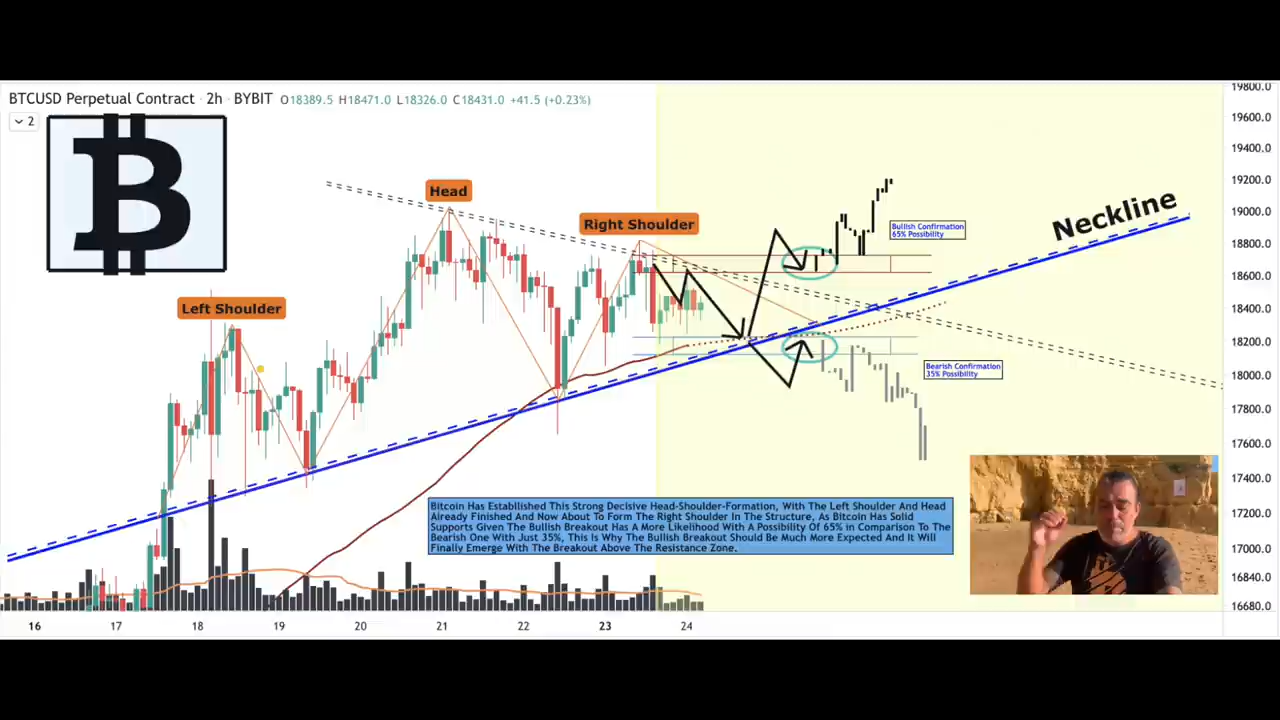 BTCUSD Perpetual Contract · 2h · BYBIT O18389.5 H18471.0 L18326.0 C18431.0 +41.5 (+0.23%)
2
Head
Right Shoulder
Left Shoulder
Neckline
Bullish Confirmation
65% Possibility
Bearish Confirmation
35% Possibility
Bitcoin Has Established This Strong Decisive Head-Shoulder-Formation, With The Left Shoulder And Head
Already Finished And Now About To Form The Right Shoulder In The Structure, As Bitcoin Has Solid
Supports Given The Bullish Breakout Has A More Likelihood With A Possibility Of 65% in Comparison To The
Bearish One With Just 35%, This Is Why The Bullish Breakout Should Be Much More Expected And It Will
Finally Emerge With The Breakout Above The Resistance Zone.
19800.0
19600.0
19400.0
19200.0
19000.0
18800.0
18600.0
18400.0
18200.0
18000.0
17800.0
17600.0
17400.0
17200.0
17000.0
16840.0
16680.0
16 17 18 19 20 21 22 23 24